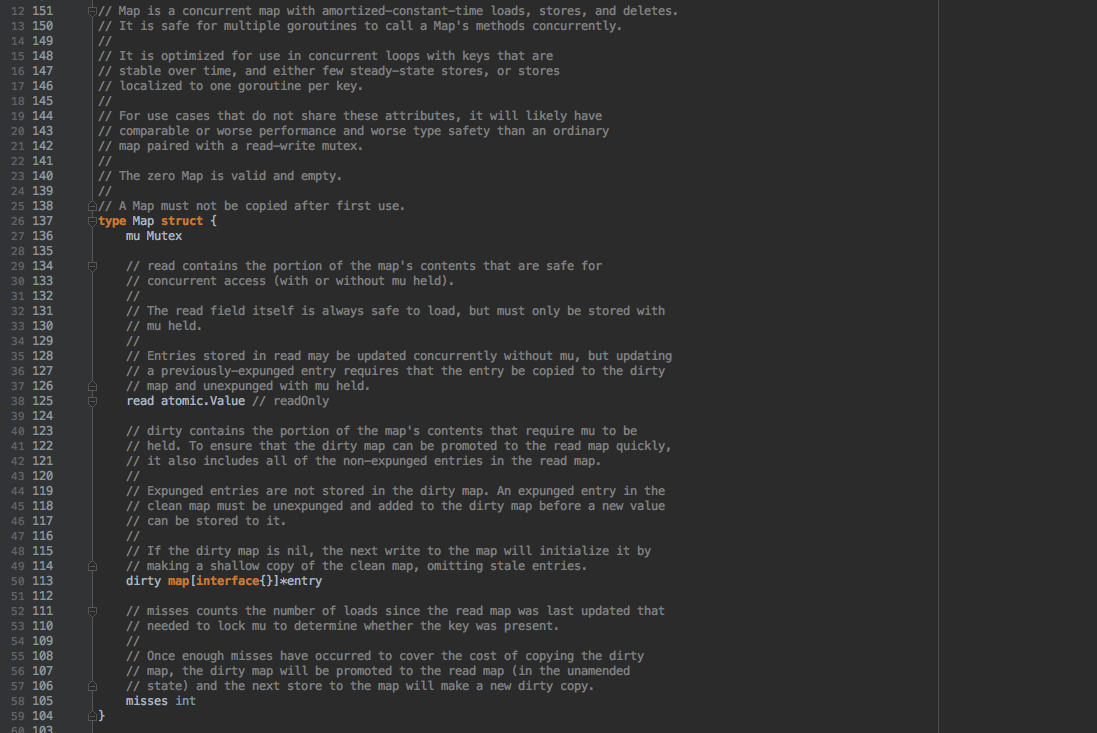 12 151 // Map is a concurrent map with amortized-constant-time loads, stores, and deletes.
13 150 // It is safe for multiple goroutines to call a Map's methods concurrently.
14 149 //
15 148 // It is optimized for use in concurrent loops with keys that are
16 147 // stable over time, and either few steady-state stores, or stores
17 146 // localized to one goroutine per key.
18 145 //
19 144 // For use cases that do not share these attributes, it will likely have
20 143 // comparable or worse performance and worse type safety than an ordinary
21 142 // map paired with a read-write mutex.
22 141 //
23 140 // The zero Map is valid and empty.
24 139 //
25 138 // A Map must not be copied after first use.
26 137 type Map struct {
27 136     mu Mutex
28 135
29 134     // read contains the portion of the map's contents that are safe for
30 133     // concurrent access (with or without mu held).
31 132     //
32 131     // The read field itself is always safe to load, but must only be stored with
33 130     // mu held.
34 129     //
35 128     // Entries stored in read may be updated concurrently without mu, but updating
36 127     // a previously-expunged entry requires that the entry be copied to the dirty
37 126     // map and unexpunged with mu held.
38 125     read atomic.Value // readOnly
39 124
40 123     // dirty contains the portion of the map's contents that require mu to be
41 122     // held. To ensure that the dirty map can be promoted to the read map quickly,
42 121     // it also includes all of the non-expunged entries in the read map.
43 120     //
44 119     // Expunged entries are not stored in the dirty map. An expunged entry in the
45 118     // clean map must be unexpunged and added to the dirty map before a new value
46 117     // can be stored to it.
47 116     //
48 115     // If the dirty map is nil, the next write to the map will initialize it by
49 114     // making a shallow copy of the clean map, omitting stale entries.
50 113     dirty map[interface{}]*entry
51 112
52 111     // misses counts the number of loads since the read map was last updated that
53 110     // needed to lock mu to determine whether the key was present.
54 109     //
55 108     // Once enough misses have occurred to cover the cost of copying the dirty
56 107     // map, the dirty map will be promoted to the read map (in the unamended
57 106     // state) and the next store to the map will make a new dirty copy.
58 105     misses int
59 104 }
60 103